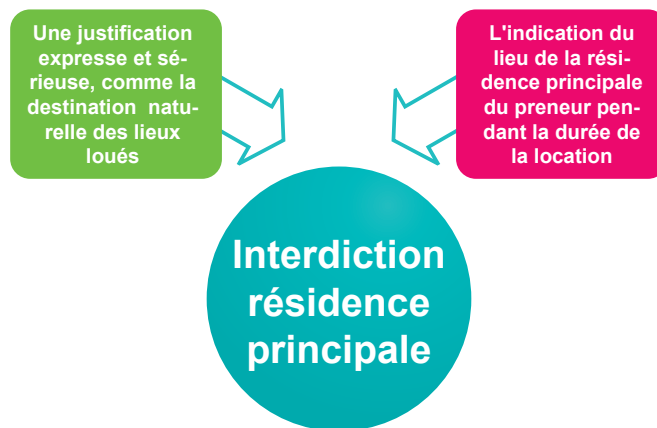 Une justification
expresse et sé-
rieuse, comme la
destination natu-
relle des lieux
loués
L'indication du
lieu de la rési-
dence principale
du preneur pen-
dant la durée de
la location
Interdiction
résidence
principale